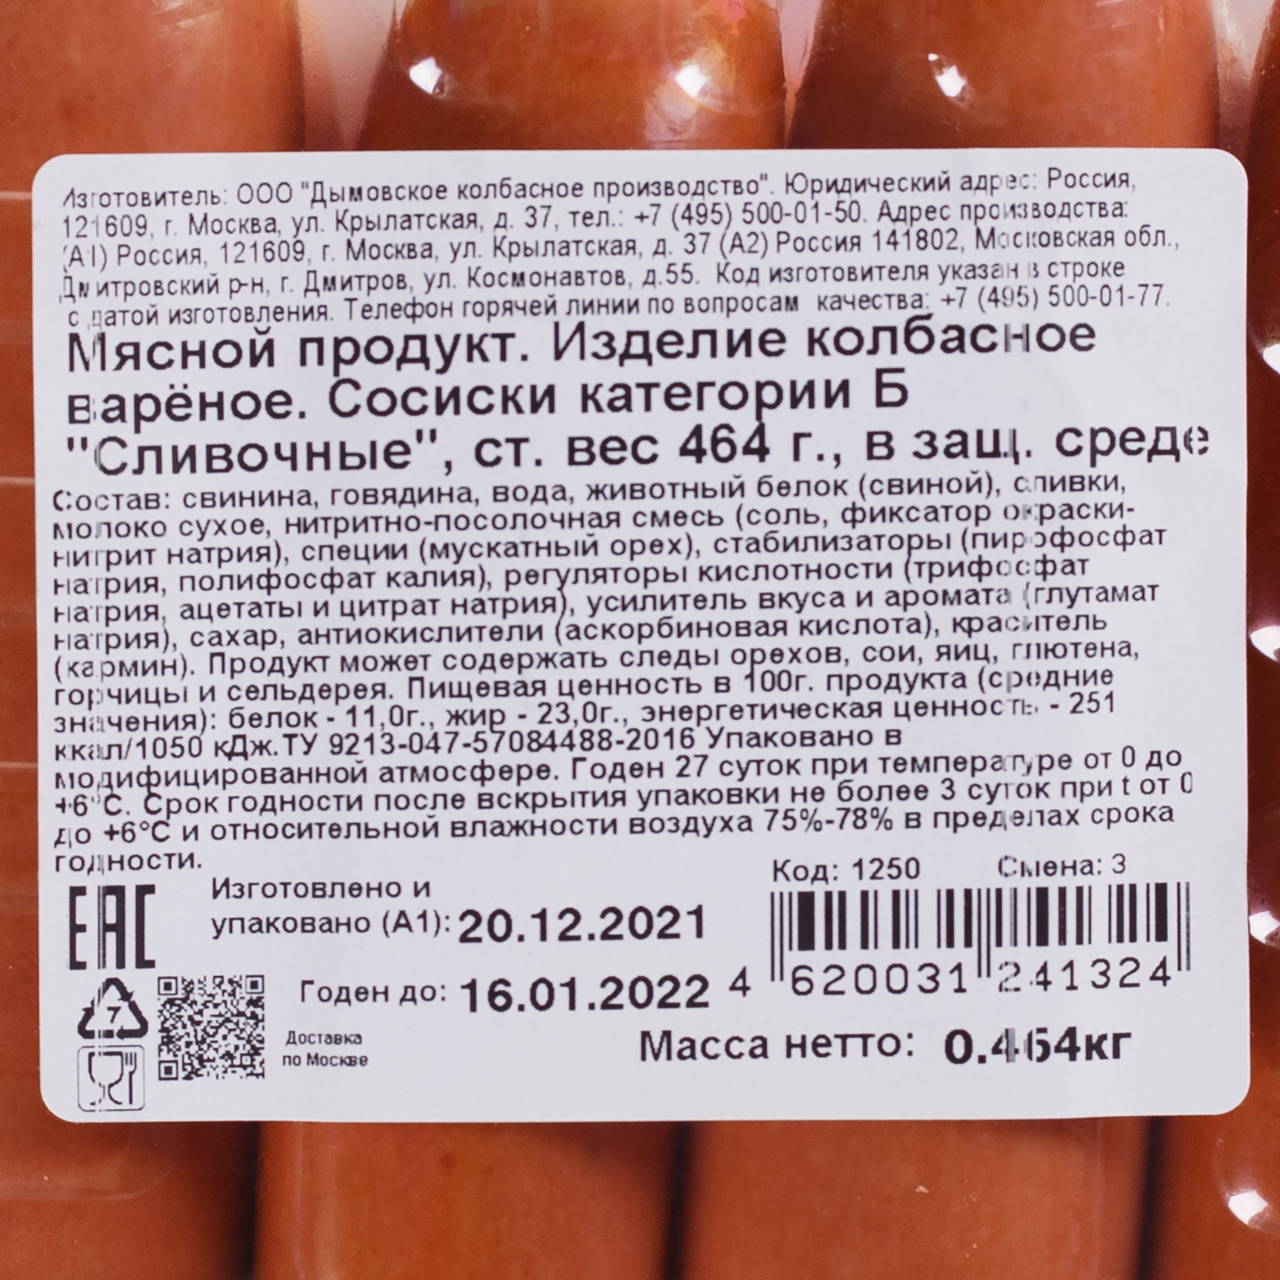 Изготовитель: ООО "Дымовское колбасное производство". Юридический адрес: Россия,
121609, г. Москва, ул. Крылатская, д. 37, тел.: +7 (495) 500-01-50. Адрес производства:
(А1) Россия, 121609, г. Москва, ул. Крылатская, д. 37 (А2) Россия 141802, Московская обл.,
Дмитровский р-н, г. Дмитров, ул. Космонавтов, д.55. Код изготовителя указан в строке
с датой изготовления. Телефон горячей линии по вопросам качества: +7 (495) 500-01-77.
Мясной продукт. Изделие колбасное
варёное. Сосиски категории Б
"Сливочные", ст. вес 464 г., в защ. среде
Состав: свинина, говядина, вода, животный белок (свиной), сливки,
молоко сухое, нитритно-посолочная смесь (соль, фиксатор окраски-
нитрит натрия), специи (мускатный орех), стабилизаторы (пирофосфат
натрия, полифосфат калия), регуляторы кислотности (трифосфат
натрия, ацетаты и цитрат натрия), усилитель вкуса и аромата (глутамат
натрия), сахар, антиокислители (аскорбиновая кислота), краситель
(кармин). Продукт может содержать следы орехов, сои, яиц, глютена,
горчицы и сельдерея. Пищевая ценность в 100г. продукта (средние
значения): белок - 11,0г., жир - 23,0г., энергетическая ценность: - 251
ккал/1050 кДж.ТУ 9213-047-57084488-2016 Упаковано в
модифицированной атмосфере. Годен 27 суток при температуре от 0 до
+6°С. Срок годности после вскрытия упаковки не более 3 суток при t от 0
до +6°С и относительной влажности воздуха 75%-78% в пределах срока
годности.
Код: 1250 Смена: 3
ЕАС
Изготовлено и
упаковано (А1): 20.12.2021
Годен до: 16.01.2022
4 620031 241324
7
Доставка
по Москве
Масса нетто: 0.464кг